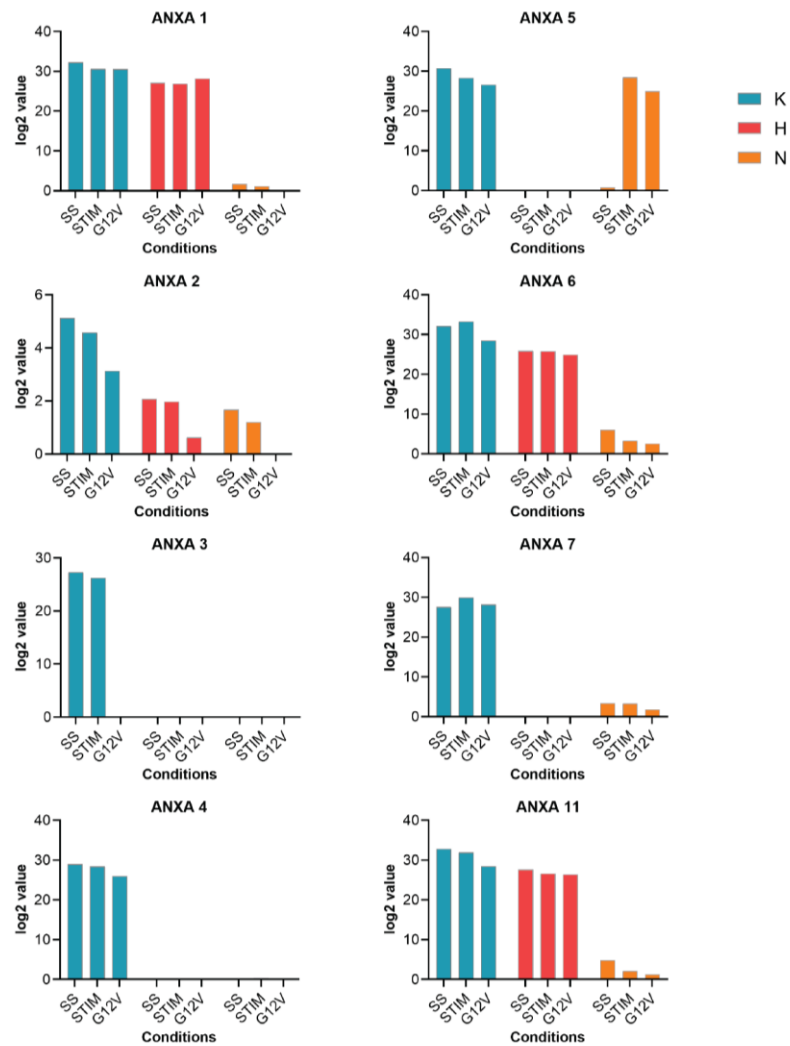 ANXA 1
40
30
20
10
0
log2 value
SS STIM G12V SS STIM G12V SS STIM G12V
Conditions
ANXA 5
40
30
20
10
0
log2 value
SS STIM G12V SS STIM G12V SS STIM G12V
Conditions
K
H
N
ANXA 2
6
4
2
0
log2 value
SS STIM G12V SS STIM G12V SS STIM G12V
Conditions
ANXA 6
40
30
20
10
0
log2 value
SS STIM G12V SS STIM G12V SS STIM G12V
Conditions
ANXA 3
30
20
10
0
log2 value
SS STIM G12V SS STIM G12V SS STIM G12V
Conditions
ANXA 7
40
30
20
10
0
log2 value
SS STIM G12V SS STIM G12V SS STIM G12V
Conditions
ANXA 4
40
30
20
10
0
log2 value
SS STIM G12V SS STIM G12V SS STIM G12V
Conditions
ANXA 11
40
30
20
10
0
log2 value
SS STIM G12V SS STIM G12V SS STIM G12V
Conditions